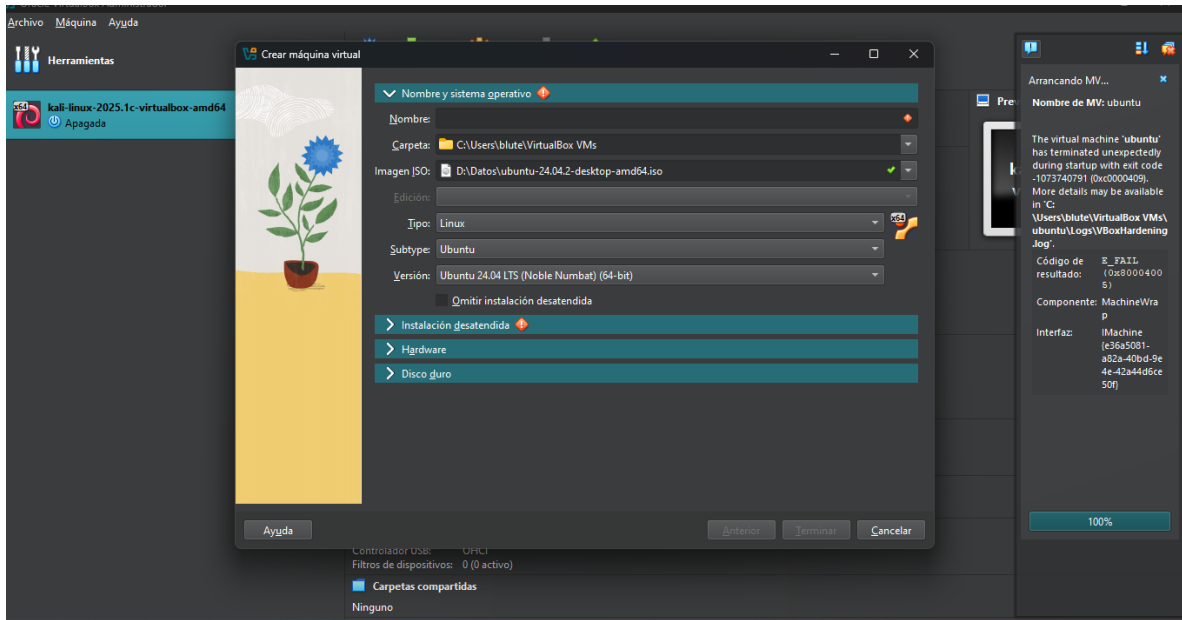 Oracle VirtualBox Administrador
Archivo Máquina Ayuda
Herramientas
x64
kali-linux-2025.1c-virtualbox-amd64
Apagada
Crear máquina virtual
Nombre y sistema operativo
Nombre:
Carpeta: C:\Users\blute\VirtualBox VMs
Imagen ISO: D:\Datos\ubuntu-24.04.2-desktop-amd64.iso
Edición:
Tipo: Linux
x64
Subtype: Ubuntu
Versión: Ubuntu 24.04 LTS (Noble Numbat) (64-bit)
Omitir instalación desatendida
Instalación desatendida
Hardware
Disco duro
Ayuda
Anterior
Terminar
Cancelar
Controlador USB: OHCI
Filtros de dispositivos: 0 (0 activo)
Carpetas compartidas
Ninguno
Arrancando MV...
Nombre de MV: ubuntu
The virtual machine 'ubuntu'
has terminated unexpectedly
during startup with exit code
-1073740791 (0xc0000409).
More details may be available
in 'C:
\Users\blute\VirtualBox VMs\
ubuntu\Logs\VBoxHardening
.log'.
Código de resultado: E_FAIL
(0x8000400
5)
Componente: MachineWra
p
Interfaz: IMachine
{e36a5081-
a82a-40bd-9e
4e-42a44d6ce
50f}
100%